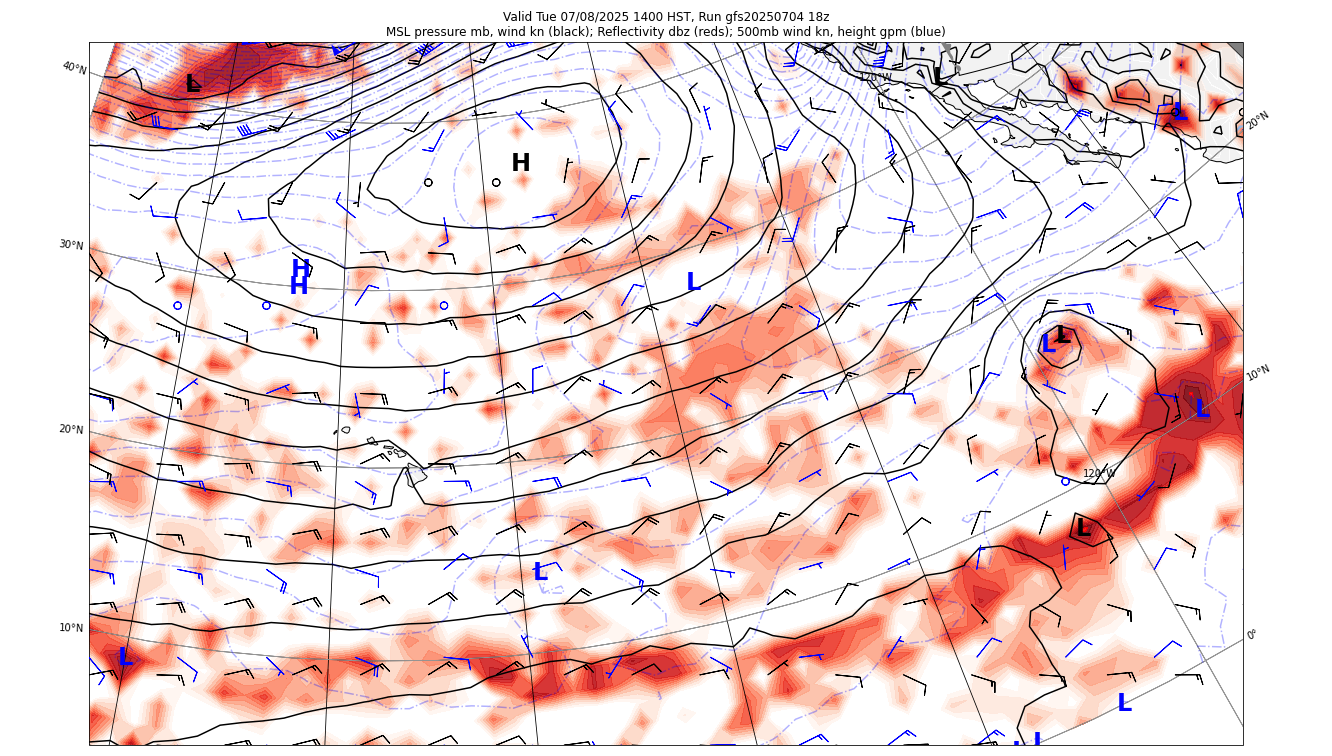 Valid Tue 07/08/2025 1400 HST, Run gfs20250704 18z
MSL pressure mb, wind kn (black); Reflectivity dbz (reds); 500mb wind kn, height gpm (blue)
40°N
L
120°W
L
L
20°N
H
30°N
H
H
L
L
L
10°N
L
20°N
120°W
L
L
10°N
L
0°
L
L